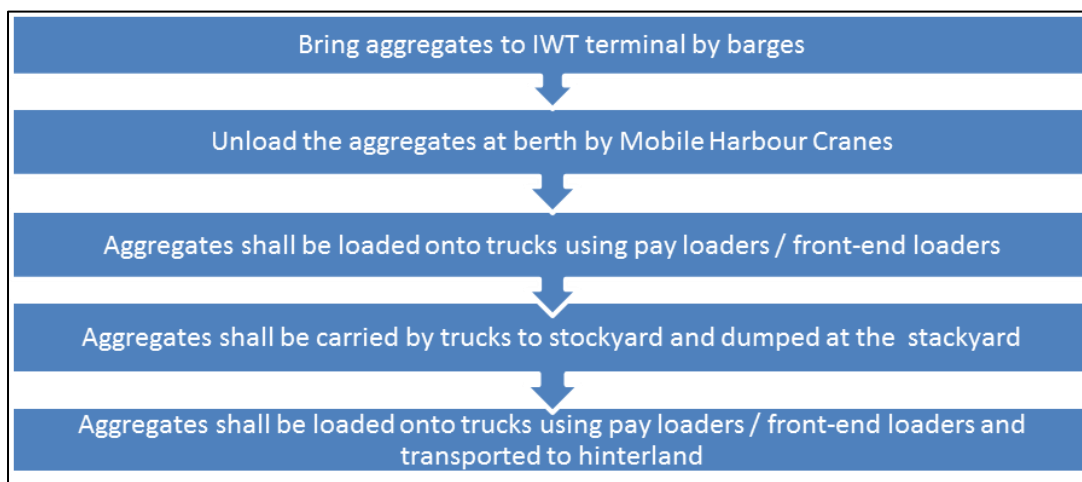 Bring aggregates to IWT terminal by barges
Unload the aggregates at berth by Mobile Harbour Cranes
Aggregates shall be loaded onto trucks using pay loaders / front-end loaders
Aggregates shall be carried by trucks to stockyard and dumped at the  stackyard
Aggregates shall be loaded onto trucks using pay loaders / front-end loaders and
transported to hinterland